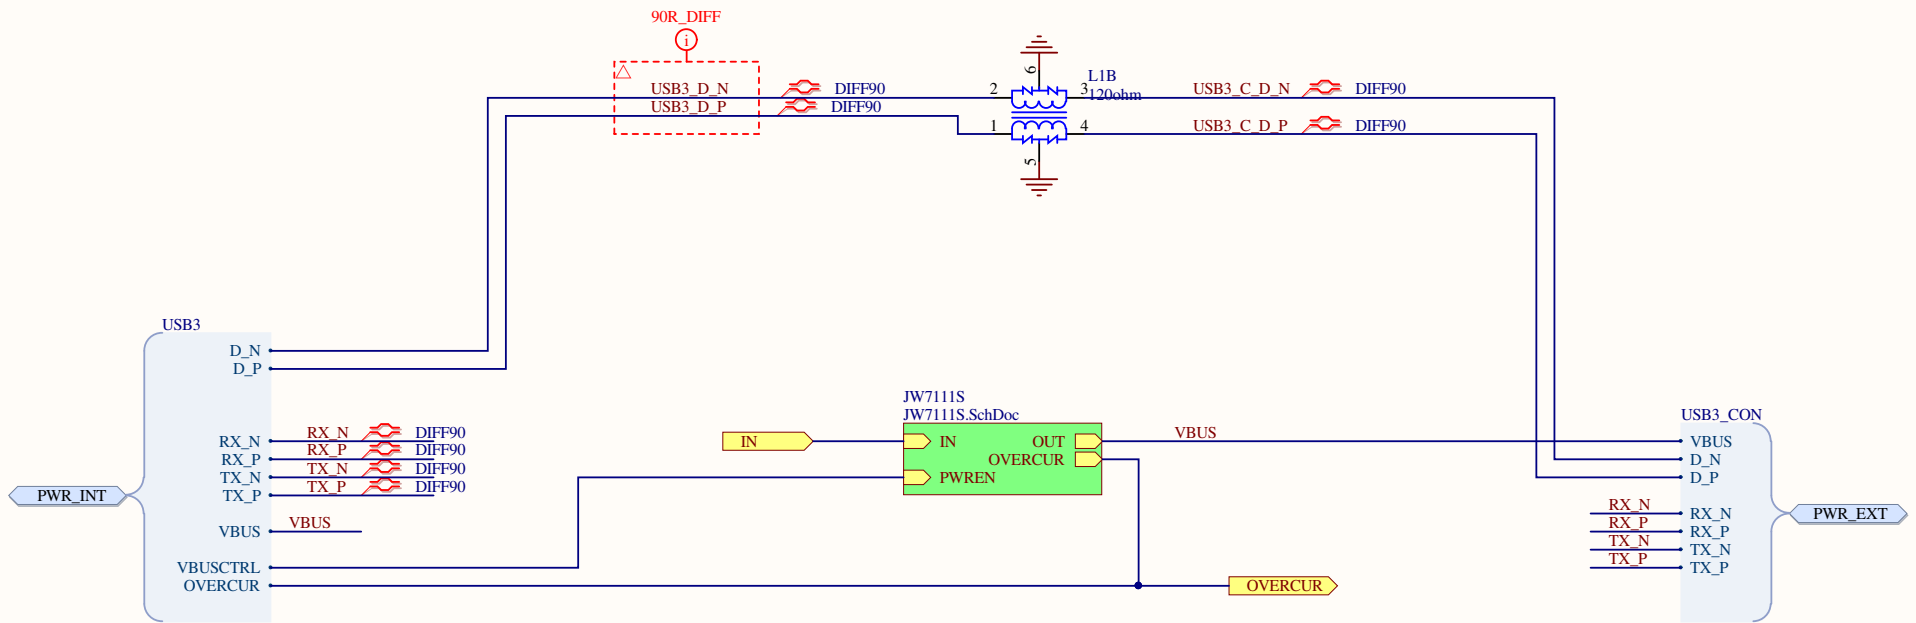 90R_DIFF
i
USB3_D_N
DIFF90
USB3_D_P
DIFF90
6
2
3
L1B
120ohm
1
4
5
USB3_C_D_N
DIFF90
USB3_C_D_P
DIFF90
USB3
D_N
D_P
RX_N
RX_N
DIFF90
RX_P
RX_P
DIFF90
TX_N
TX_N
DIFF90
TX_P
TX_P
DIFF90
PWR_INT
VBUS
VBUS
VBUSCTRL
OVERCUR
JW7111S
JW7111S.SchDoc
IN
IN
OUT
OVERCUR
PWREN
VBUS
OVERCUR
USB3_CON
VBUS
D_N
D_P
RX_N
RX_N
RX_P
RX_P
TX_N
TX_N
TX_P
TX_P
PWR_EXT